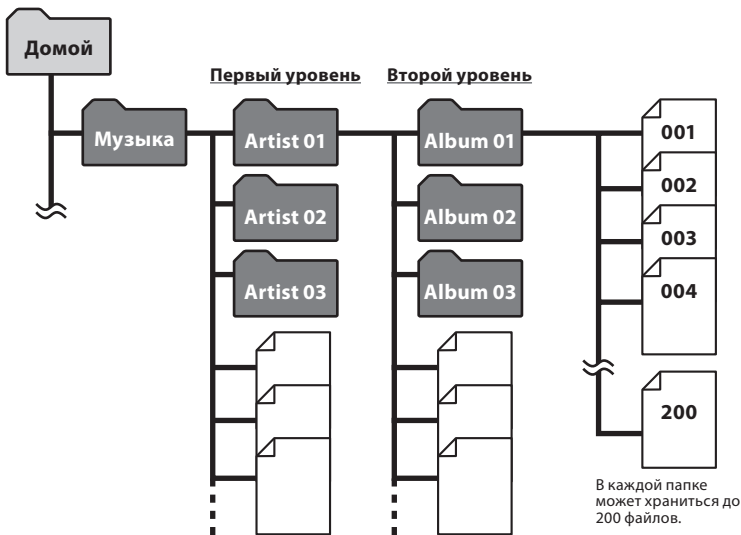 Домой
Первый уровень
Второй уровень
Музыка
Artist 01
Album 01
001
Artist 02
Album 02
002
003
Artist 03
Album 03
004
200
В каждой папке
может храниться до
200 файлов.